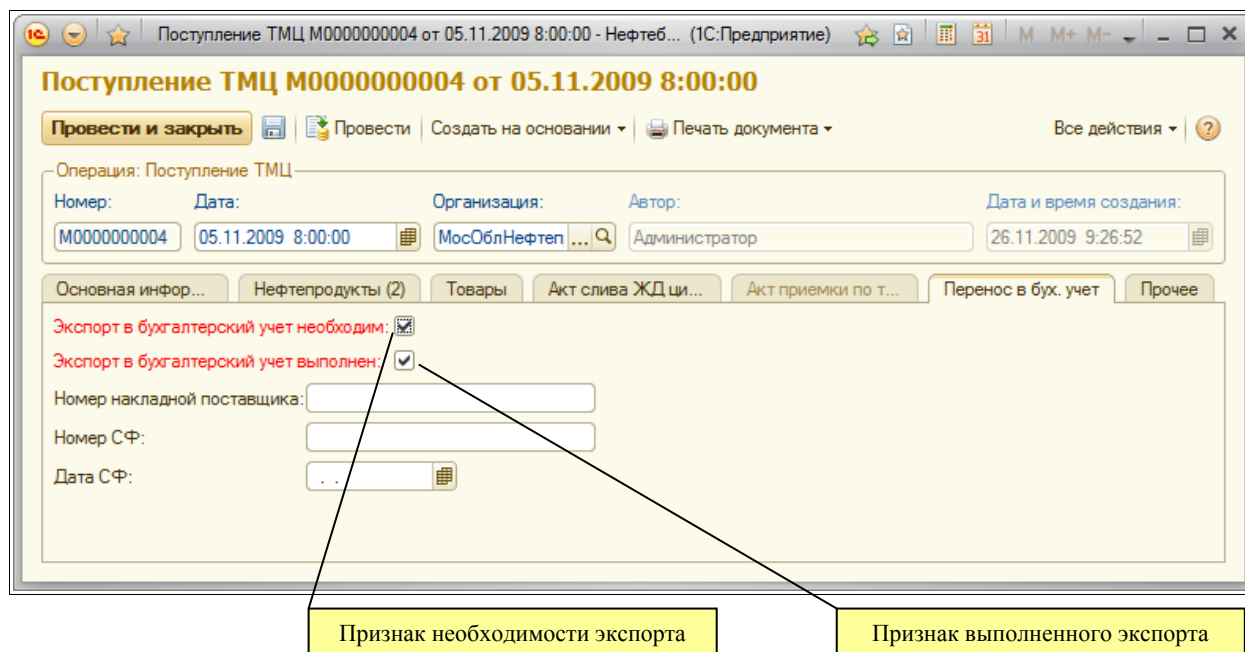 Поступление ТМЦ М0000000004 от 05.11.2009 8:00:00 - Нефтеб... (1С:Предприятие) 31 M M+ M-
Поступление ТМЦ М0000000004 от 05.11.2009 8:00:00
Провести и закрыть Провести Создать на основании Печать документа Все действия ?
Операция: Поступление ТМЦ
Номер: Дата: Организация: Автор: Дата и время создания:
М0000000004 05.11.2009 8:00:00 МосОблНефтеп ... Администратор 26.11.2009 9:26:52
Основная инфор... Нефтепродукты (2) Товары Акт слива ЖД ци... Акт приемки по т... Перенос в бух. учет Прочее
Экспорт в бухгалтерский учет необходим:
Экспорт в бухгалтерский учет выполнен:
Номер накладной поставщика:
Номер СФ:
Дата СФ: . .
Признак необходимости экспорта Признак выполненного экспорта